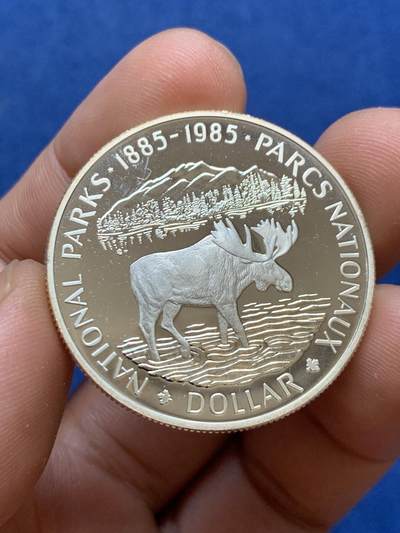 NATIONAL PARKS · 1885-1985 · PARCS NATIONAUX
DOLLAR